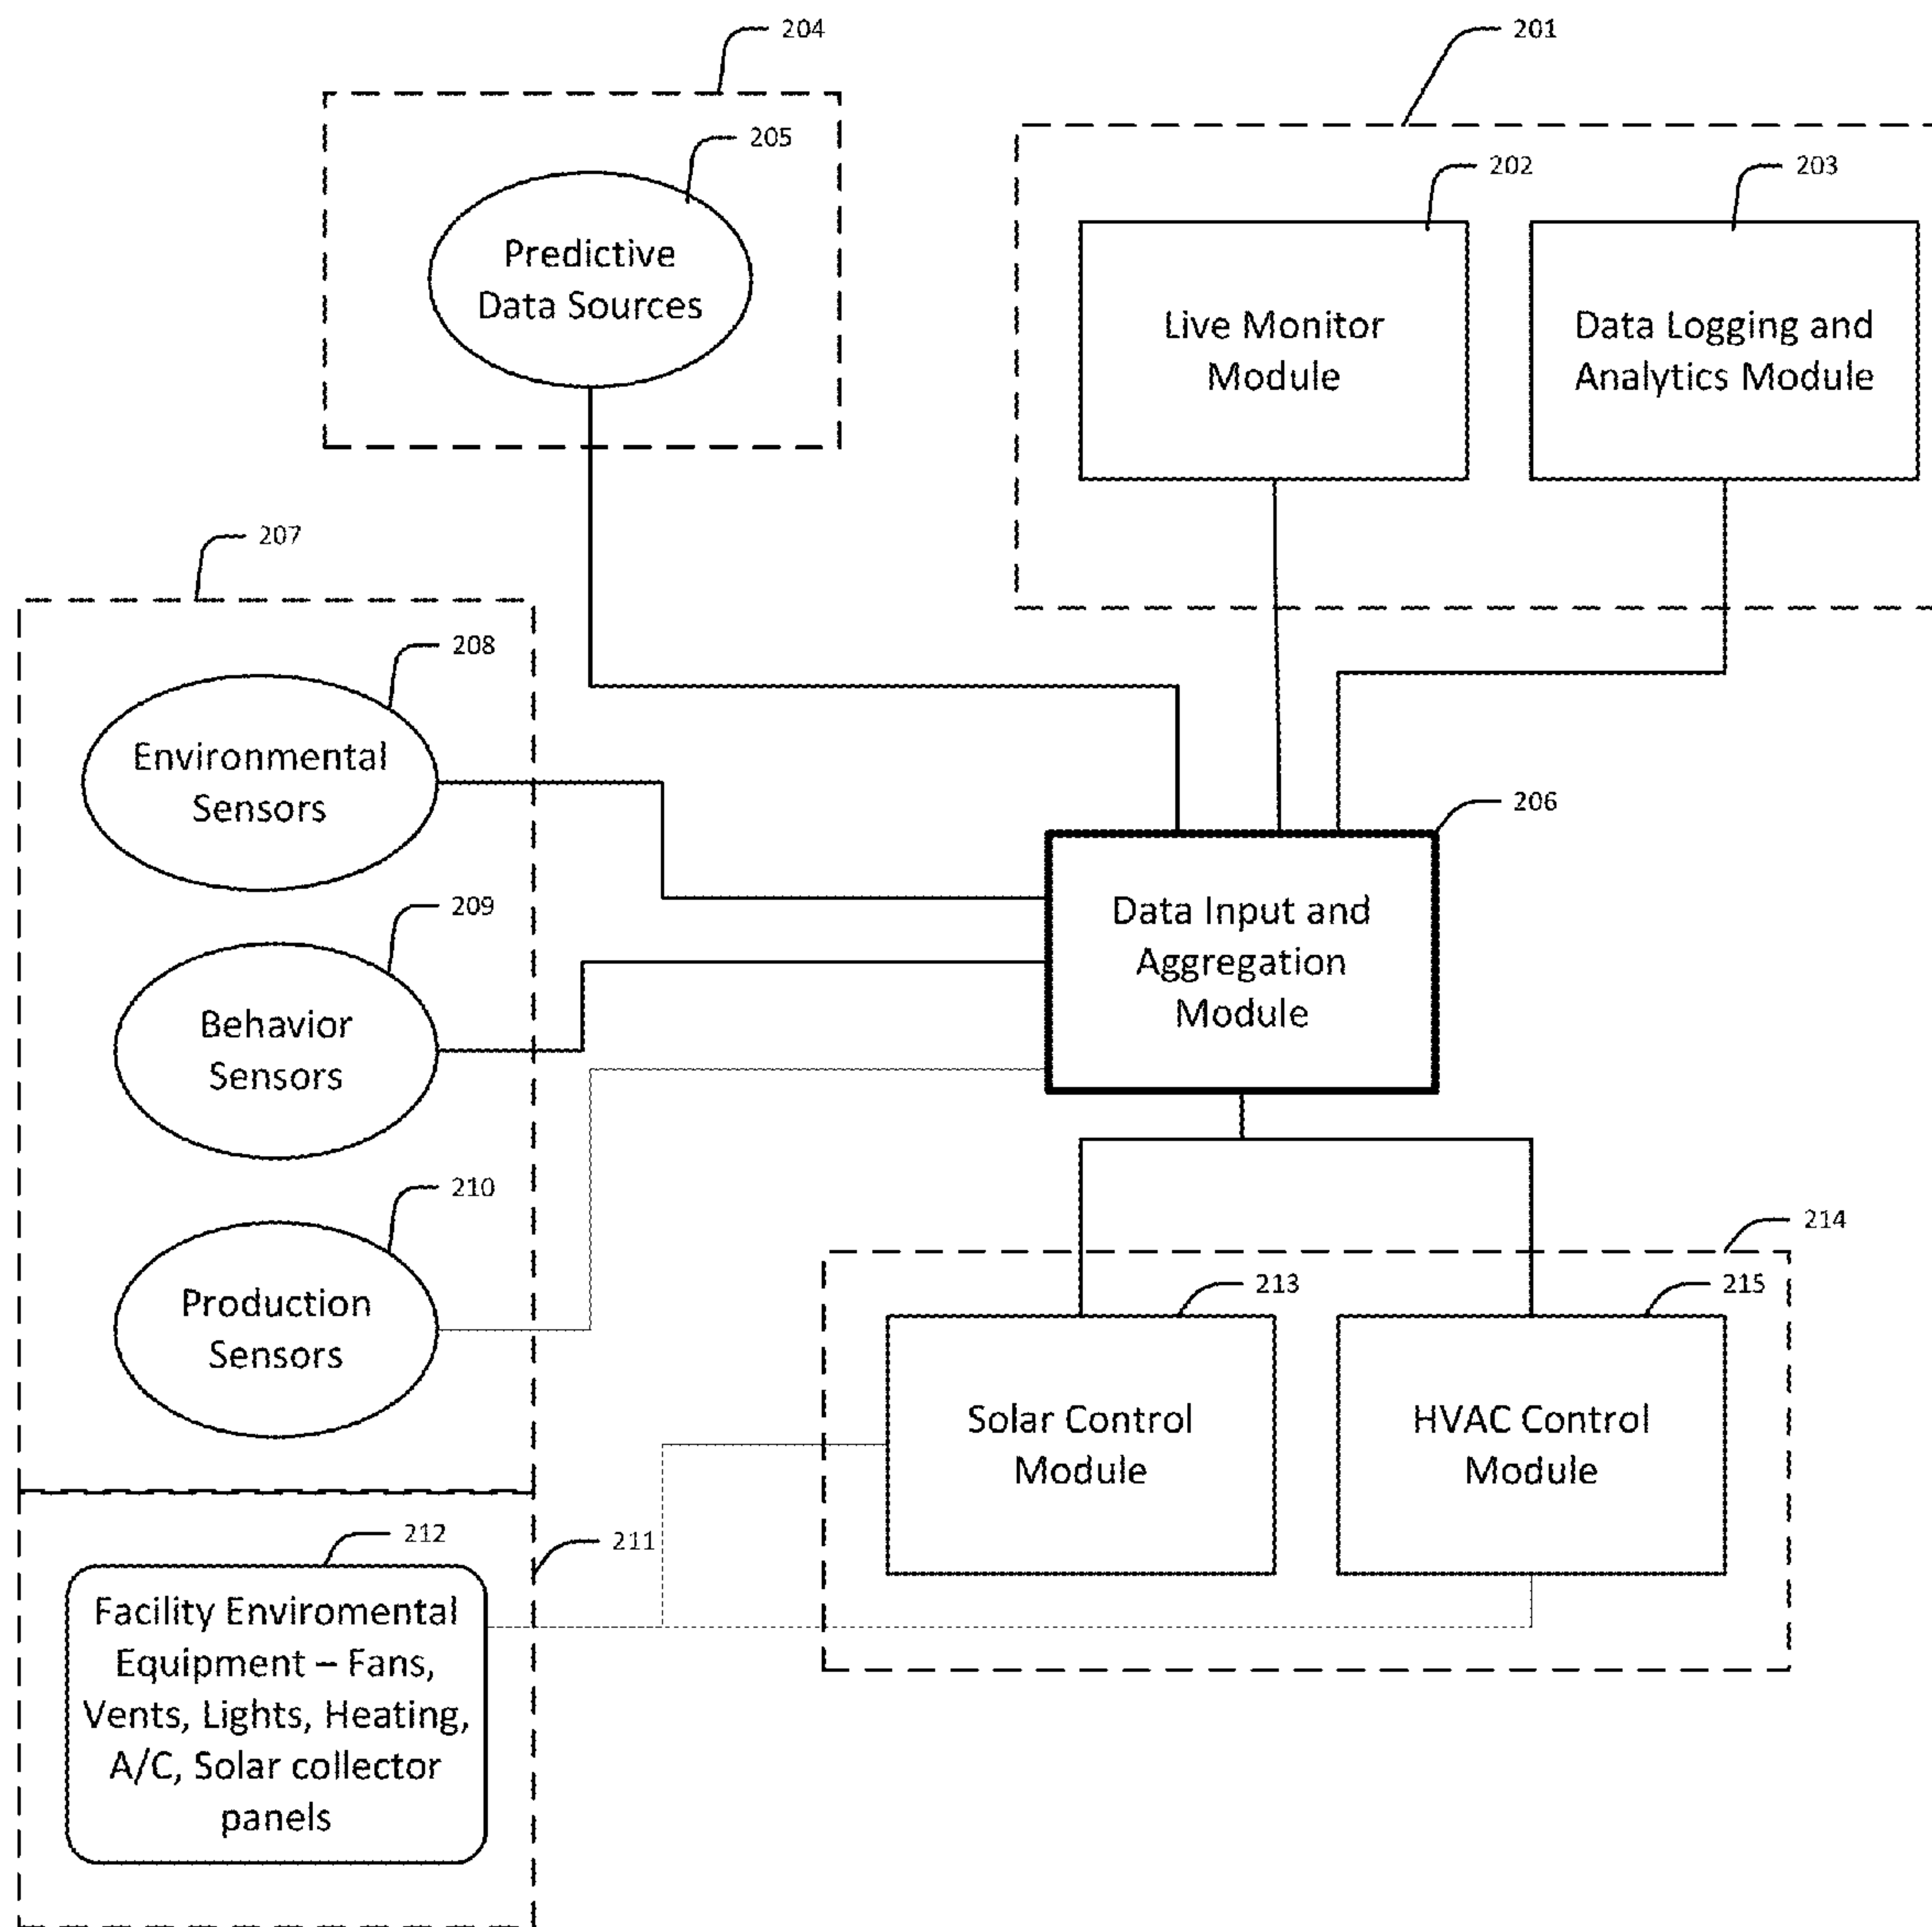 204
201
205
202
203
Predictive
Data Sources
Live Monitor
Module
Data Logging and
Analytics Module
207
208
Environmental
Sensors
206
209
Data Input and
Aggregation
Module
Behavior
Sensors
210
214
213
215
Production
Sensors
Solar Control
Module
HVAC Control
Module
212
211
Facility Enviromental
Equipment – Fans,
Vents, Lights, Heating,
A/C, Solar collector
panels